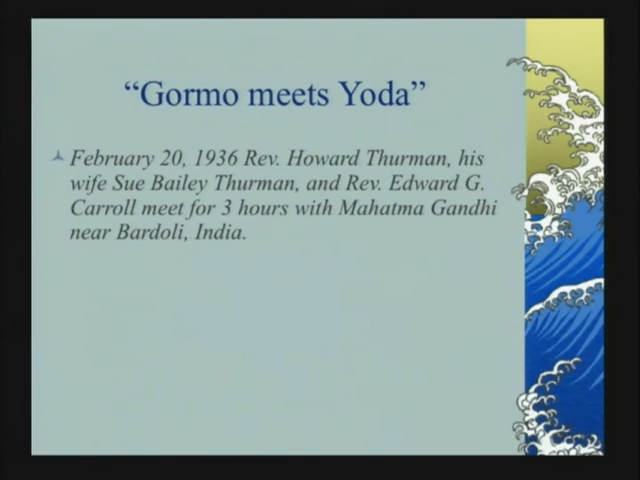 “Gormo meets Yoda”
February 20, 1936 Rev. Howard Thurman, his
wife Sue Bailey Thurman, and Rev. Edward G.
Carroll meet for 3 hours with Mahatma Gandhi
near Bardoli, India.